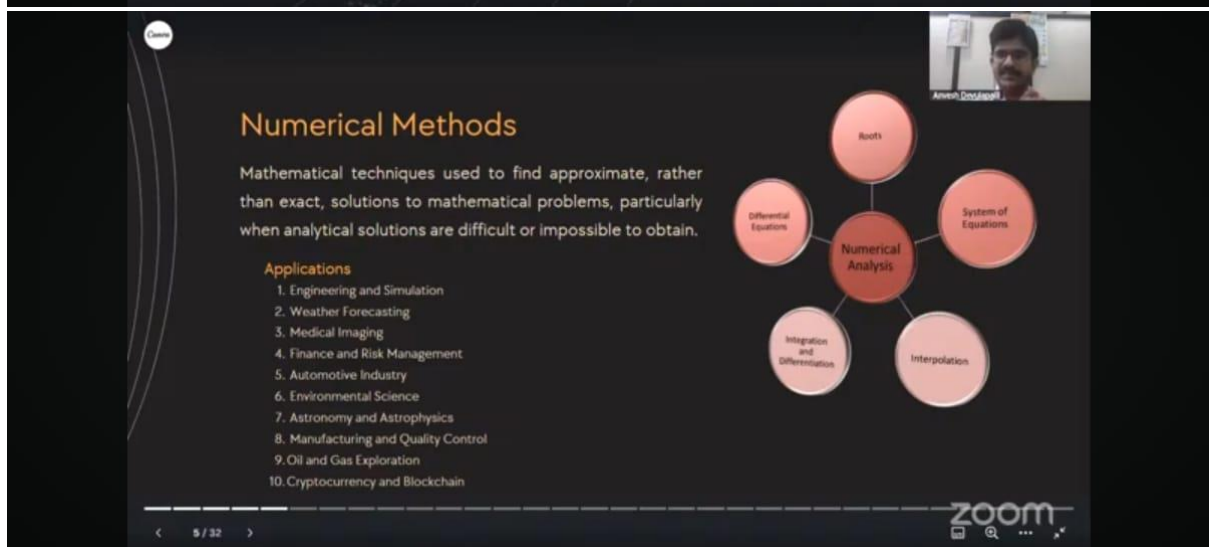 Canva
Anvesh Devulapalli
Numerical Methods
Mathematical techniques used to find approximate, rather
than exact, solutions to mathematical problems, particularly
when analytical solutions are difficult or impossible to obtain.
Applications
1. Engineering and Simulation
2. Weather Forecasting
3. Medical Imaging
4. Finance and Risk Management
5. Automotive Industry
6. Environmental Science
7. Astronomy and Astrophysics
8. Manufacturing and Quality Control
9. Oil and Gas Exploration
10. Cryptocurrency and Blockchain
Roots
Differential
Equations
System of
Equations
Numerical
Analysis
Integration
and
Differentiation
Interpolation
5 / 32
zoom